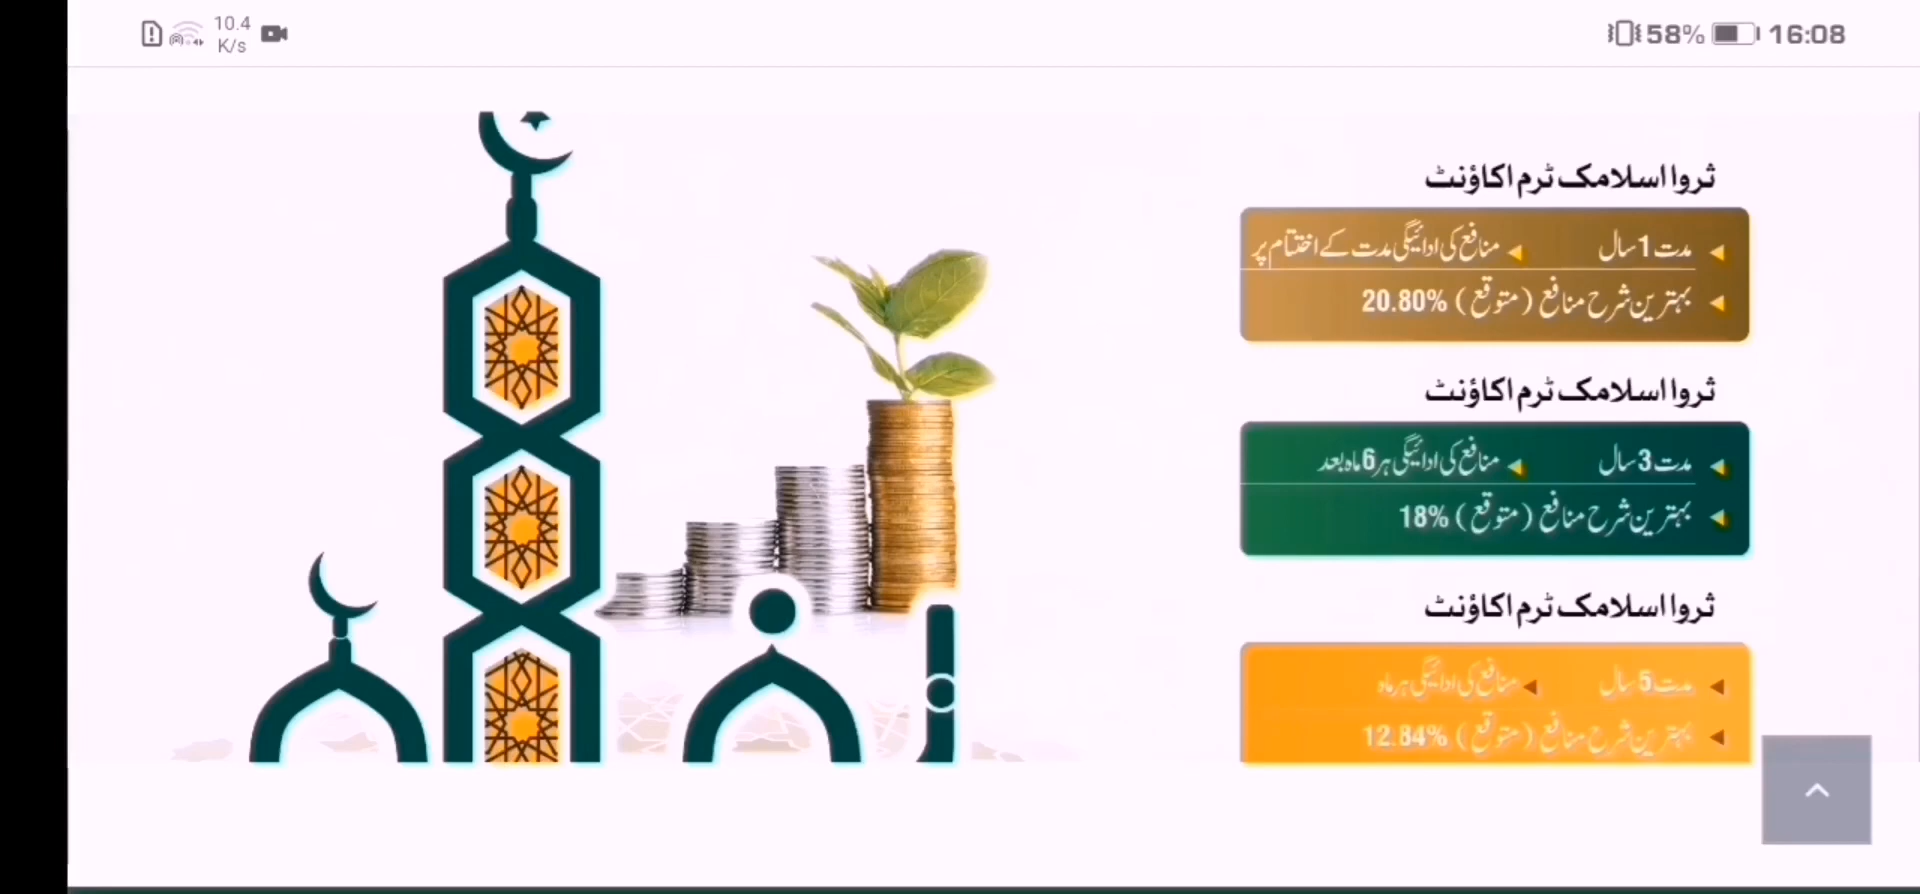 10.4
K/s
58%
16:08
ثروا اسلامک ٹرم اکاؤنٹ
مدت 1 سال منافع کی ادائیگی مدت کے اختتام پر
بہترین شرح منافع (متوقع) 20.80%
ثروا اسلامک ٹرم اکاؤنٹ
مدت 3 سال منافع کی ادائیگی ہر 6 ماہ بعد
بہترین شرح منافع (متوقع) 18%
ثروا اسلامک ٹرم اکاؤنٹ
مدت 5 سال منافع کی ادائیگی ہر ماہ
بہترین شرح منافع (متوقع) 12.84%